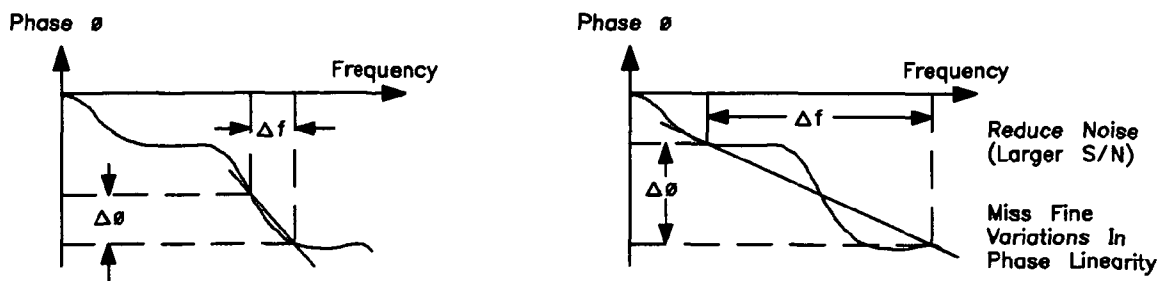 Phase ø
Frequency
Δf
Δø
Phase ø
Frequency
Δf
Δø
Reduce Noise
(Larger S/N)
Miss Fine
Variations In
Phase Linearity